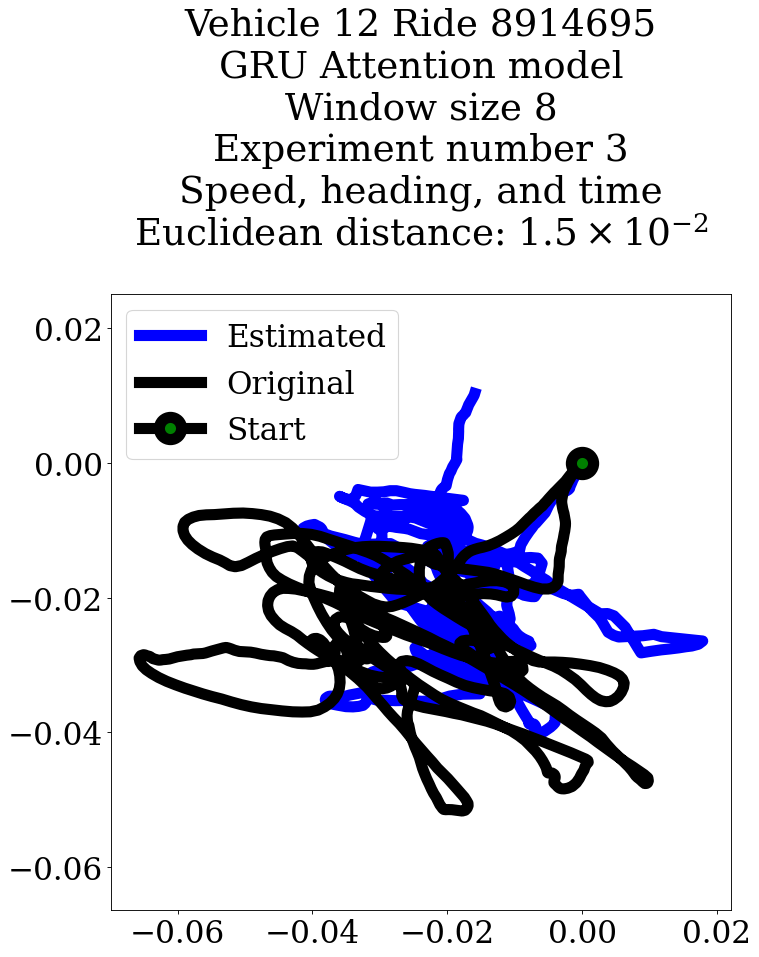 Vehicle 12 Ride 8914695
GRU Attention model
Window size 8
Experiment number 3
Speed, heading, and time
Euclidean distance: 1.5 × 10⁻²
Estimated
Original
Start
0.02
0.00
−0.02
−0.04
−0.06
−0.06 −0.04 −0.02 0.00 0.02